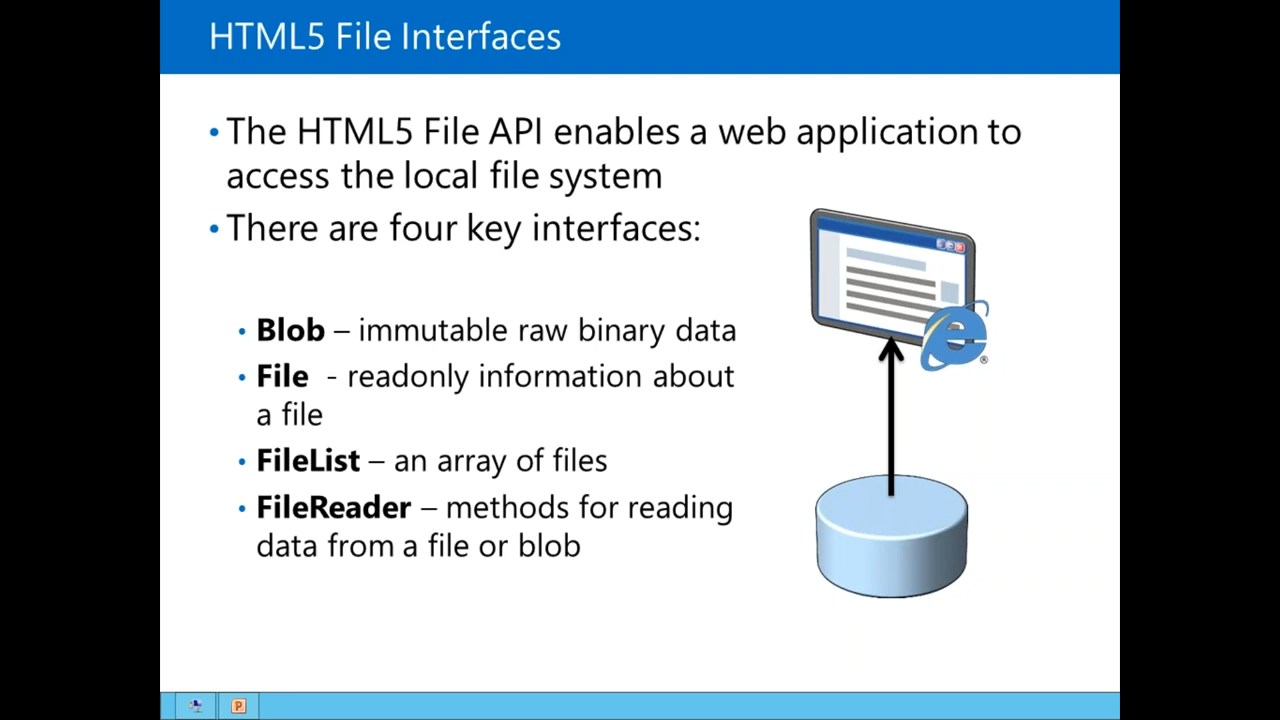 HTML5 File Interfaces
• The HTML5 File API enables a web application to
access the local file system
• There are four key interfaces:
• Blob – immutable raw binary data
• File  - readonly information about
a file
• FileList – an array of files
• FileReader – methods for reading
data from a file or blob